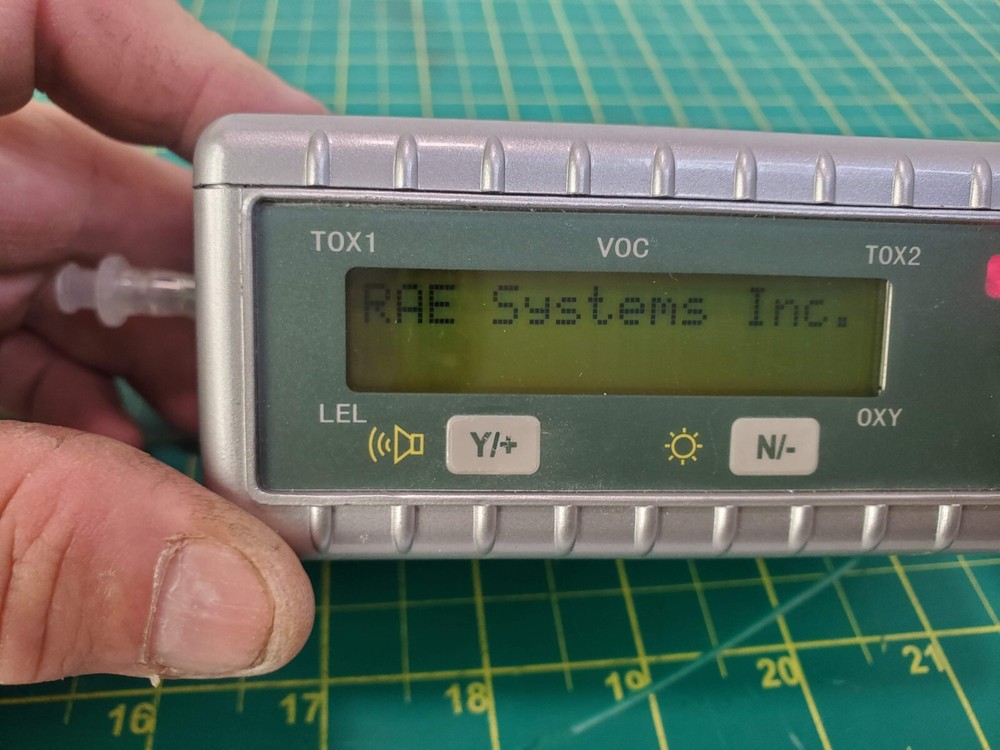 TOX1 VOC TOX2
RAE Systems Inc.
LEL OXY
Y/+ N/-
16 17 18 19 20 21